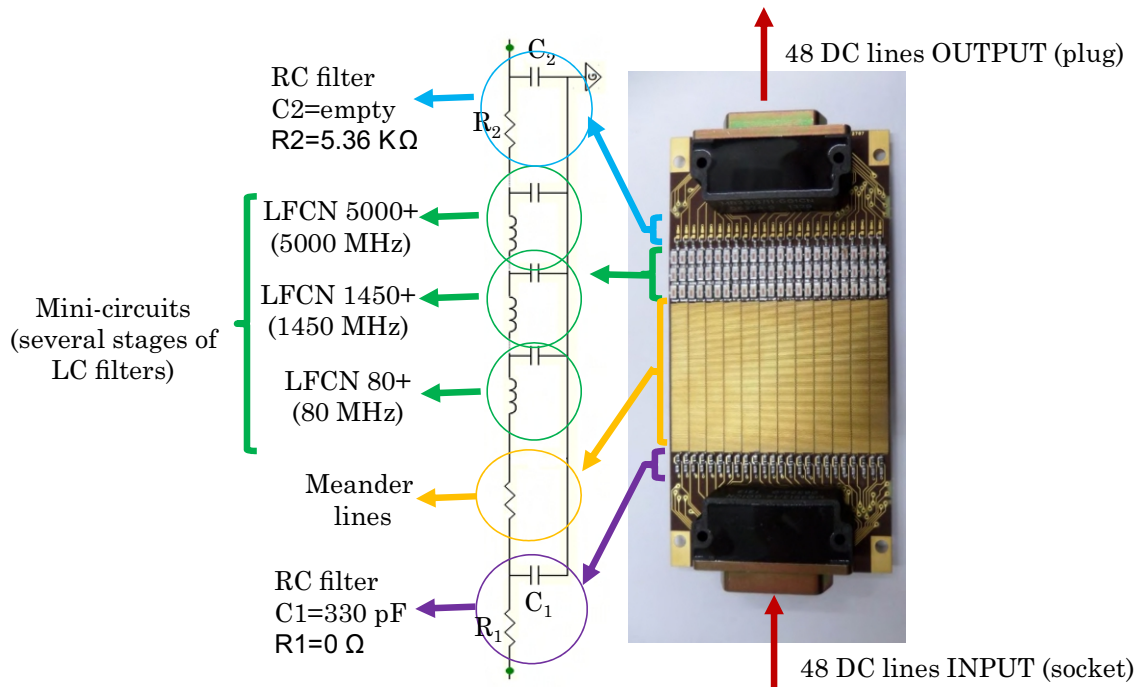 48 DC lines OUTPUT (plug)
C2
G
RC filter
C2=empty
R2=5.36 KΩ
R2
LFCN 5000+
(5000 MHz)
LFCN 1450+
(1450 MHz)
Mini-circuits
(several stages of
LC filters)
LFCN 80+
(80 MHz)
Meander
lines
RC filter
C1=330 pF
R1=0 Ω
C1
R1
48 DC lines INPUT (socket)